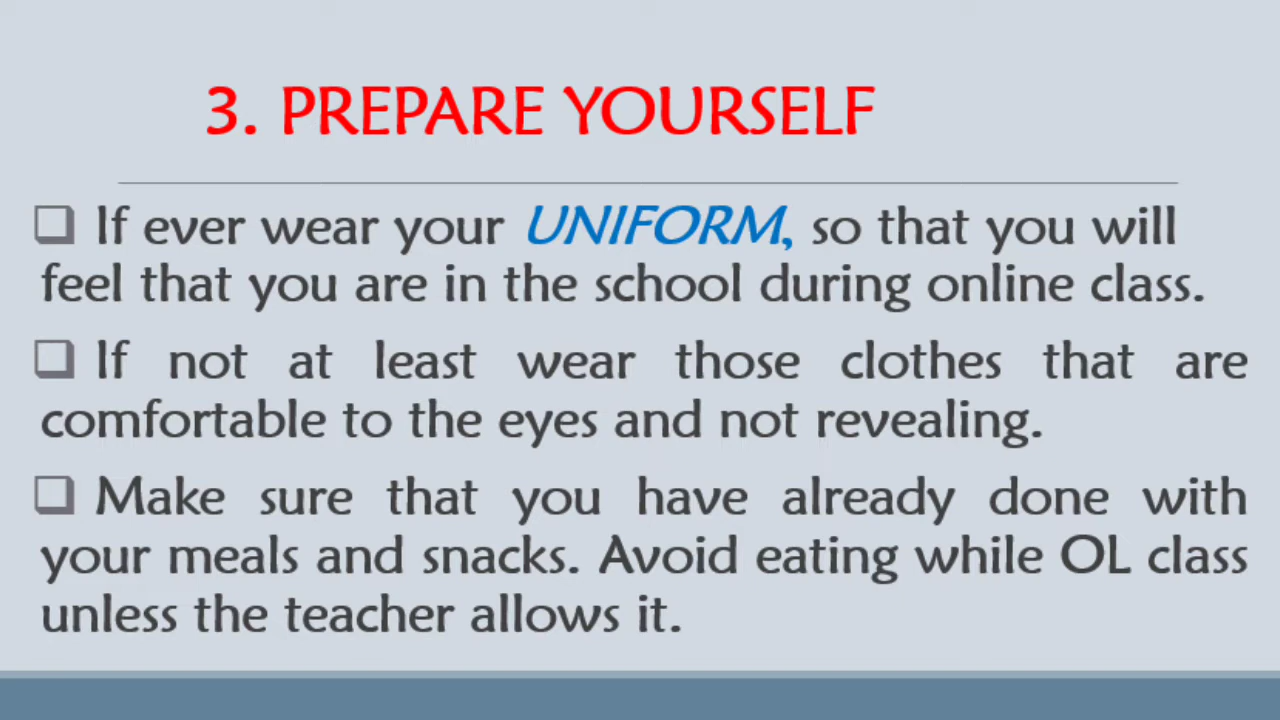 3. PREPARE YOURSELF
❑ If ever wear your UNIFORM, so that you will
feel that you are in the school during online class.
❑ If not at least wear those clothes that are
comfortable to the eyes and not revealing.
❑ Make sure that you have already done with
your meals and snacks. Avoid eating while OL class
unless the teacher allows it.